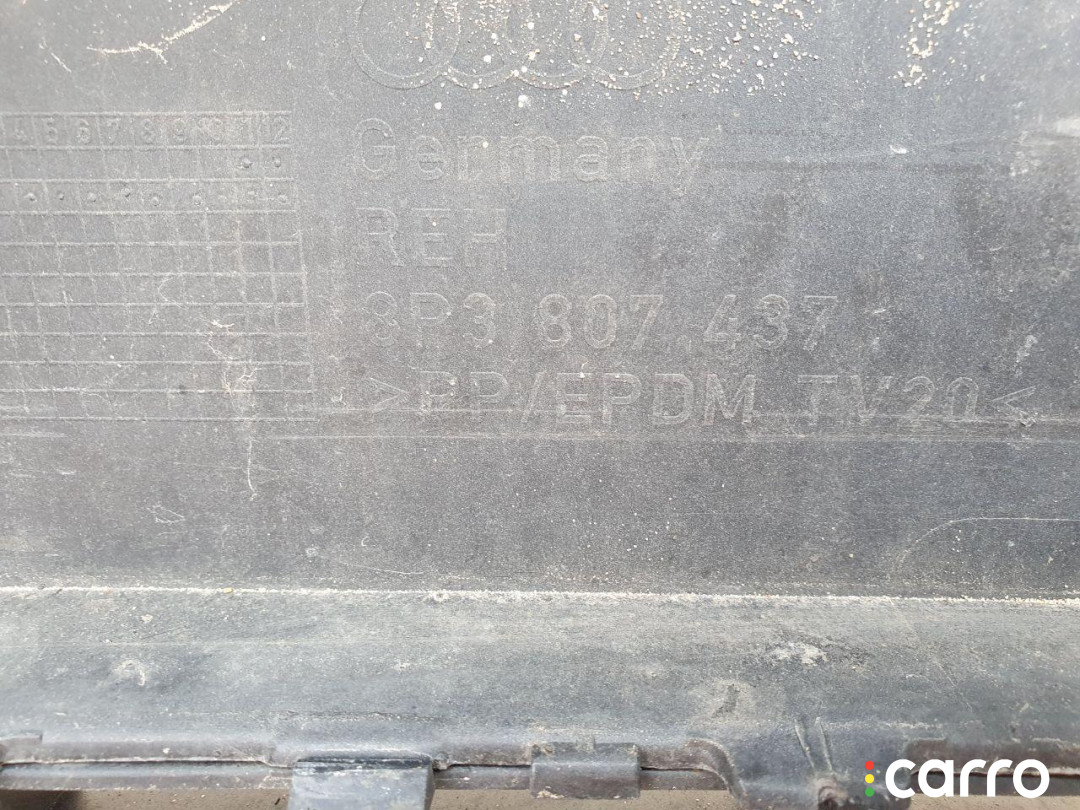 4 5 6 7 8 9 10 11 12
Germany
REH
8P3 807 437
>PP/EPDM TV20<
carro